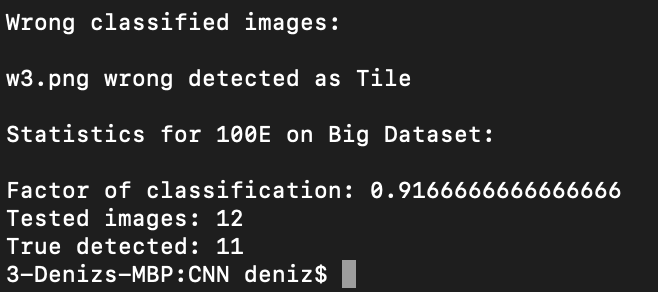 Wrong classified images:
w3.png wrong detected as Tile
Statistics for 100E on Big Dataset:
Factor of classification: 0.9166666666666666
Tested images: 12
True detected: 11
3-Denizs-MBP:CNN deniz$